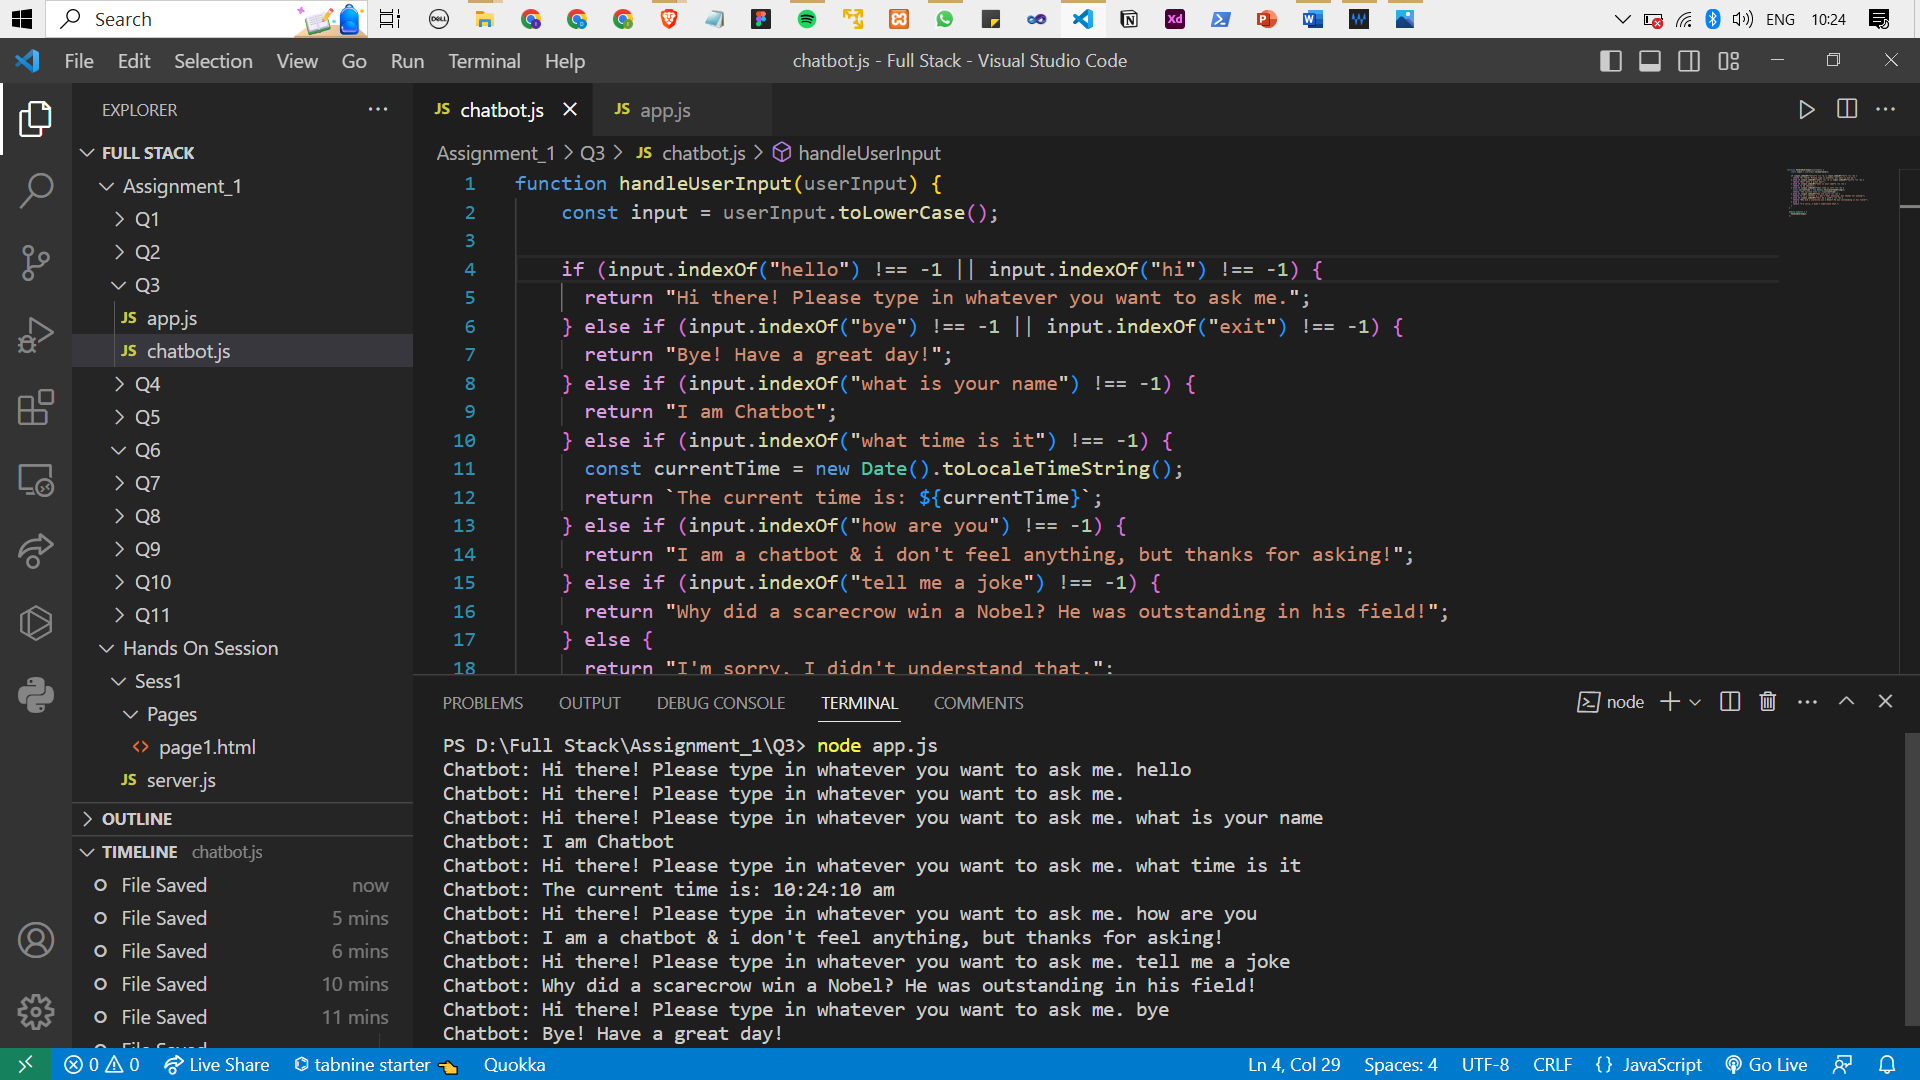 Search
ENG
10:24
File Edit Selection View Go Run Terminal Help
chatbot.js - Full Stack - Visual Studio Code
EXPLORER
FULL STACK
Assignment_1
Q1
Q2
Q3
JS app.js
JS chatbot.js
Q4
Q5
Q6
Q7
Q8
Q9
Q10
Q11
Hands On Session
Sess1
Pages
<> page1.html
JS server.js
OUTLINE
TIMELINE chatbot.js
File Saved now
File Saved 5 mins
File Saved 6 mins
File Saved 10 mins
File Saved 11 mins
File Saved
JS chatbot.js
JS app.js
Assignment_1 > Q3 > JS chatbot.js > handleUserInput
1 function handleUserInput(userInput) {
2 const input = userInput.toLowerCase();
3
4 if (input.indexOf("hello") !== -1 || input.indexOf("hi") !== -1) {
5 return "Hi there! Please type in whatever you want to ask me.";
6 } else if (input.indexOf("bye") !== -1 || input.indexOf("exit") !== -1) {
7 return "Bye! Have a great day!";
8 } else if (input.indexOf("what is your name") !== -1) {
9 return "I am Chatbot";
10 } else if (input.indexOf("what time is it") !== -1) {
11 const currentTime = new Date().toLocaleTimeString();
12 return `The current time is: ${currentTime}`;
13 } else if (input.indexOf("how are you") !== -1) {
14 return "I am a chatbot & i don't feel anything, but thanks for asking!";
15 } else if (input.indexOf("tell me a joke") !== -1) {
16 return "Why did a scarecrow win a Nobel? He was outstanding in his field!";
17 } else {
18 return "I'm sorry, I didn't understand that.";
PROBLEMS OUTPUT DEBUG CONSOLE TERMINAL COMMENTS
node
PS D:\Full Stack\Assignment_1\Q3> node app.js
Chatbot: Hi there! Please type in whatever you want to ask me. hello
Chatbot: Hi there! Please type in whatever you want to ask me.
Chatbot: Hi there! Please type in whatever you want to ask me. what is your name
Chatbot: I am Chatbot
Chatbot: Hi there! Please type in whatever you want to ask me. what time is it
Chatbot: The current time is: 10:24:10 am
Chatbot: Hi there! Please type in whatever you want to ask me. how are you
Chatbot: I am a chatbot & i don't feel anything, but thanks for asking!
Chatbot: Hi there! Please type in whatever you want to ask me. tell me a joke
Chatbot: Why did a scarecrow win a Nobel? He was outstanding in his field!
Chatbot: Hi there! Please type in whatever you want to ask me. bye
Chatbot: Bye! Have a great day!
0 0 Live Share tabnine starter Quokka
Ln 4, Col 29 Spaces: 4 UTF-8 CRLF {} JavaScript Go Live